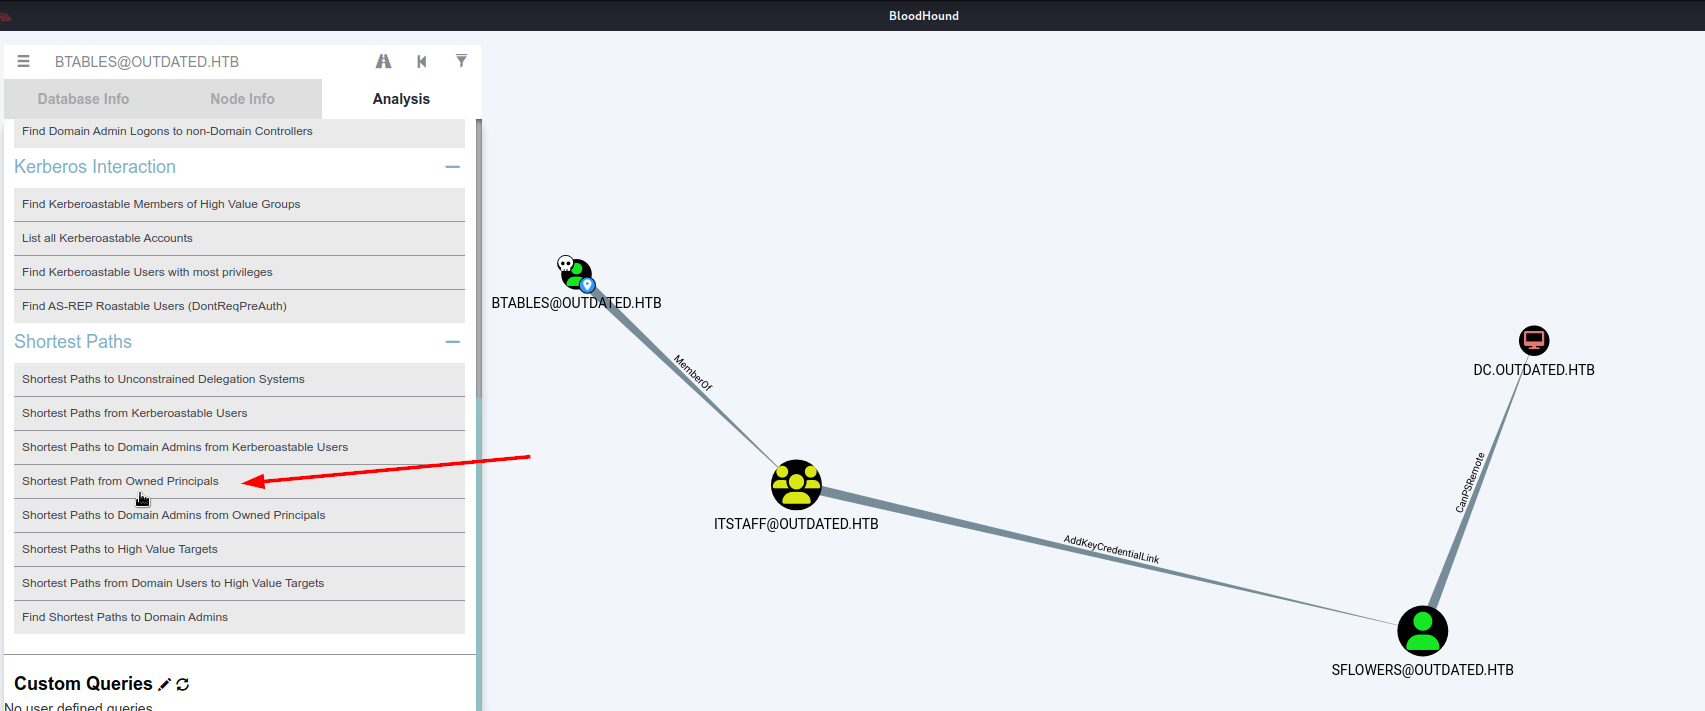 BloodHound
BTABLES@OUTDATED.HTB
Database Info
Node Info
Analysis
Find Domain Admin Logons to non-Domain Controllers
Kerberos Interaction
Find Kerberoastable Members of High Value Groups
List all Kerberoastable Accounts
Find Kerberoastable Users with most privileges
Find AS-REP Roastable Users (DontReqPreAuth)
Shortest Paths
Shortest Paths to Unconstrained Delegation Systems
Shortest Paths from Kerberoastable Users
Shortest Paths to Domain Admins from Kerberoastable Users
Shortest Path from Owned Principals
Shortest Paths to Domain Admins from Owned Principals
Shortest Paths to High Value Targets
Shortest Paths from Domain Users to High Value Targets
Find Shortest Paths to Domain Admins
Custom Queries
No user defined queries
BTABLES@OUTDATED.HTB
MemberOf
ITSTAFF@OUTDATED.HTB
AddKeyCredentialLink
DC.OUTDATED.HTB
CanPSRemote
SFLOWERS@OUTDATED.HTB